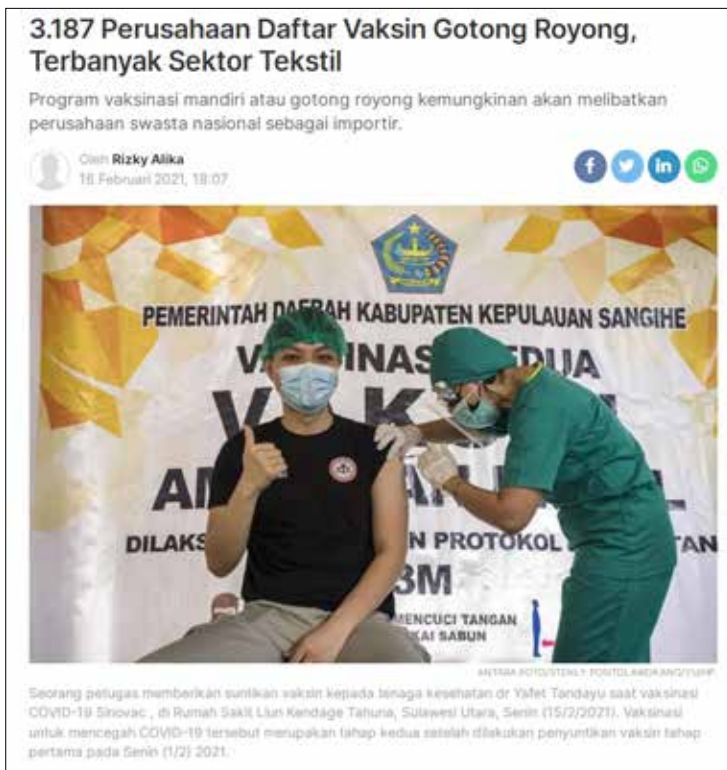 3.187 Perusahaan Daftar Vaksin Gotong Royong,
Terbanyak Sektor Tekstil
Program vaksinasi mandiri atau gotong royong kemungkinan akan melibatkan
perusahaan swasta nasional sebagai importir.
Oleh Rizky Alika
16 Februari 2021, 18:07
f in
PEMERINTAH DAERAH KABUPATEN KEPULAUAN SANGIHE
DILAKS N PROTOKOL TAN
3M
MENCUCI TANGAN
KAI SABUN
ANTARA FOTO/STENLY
Seorang petugas memberikan suntikan vaksin kepada tenaga kesehatan dr Yafet Tandayu saat vaksinasi
COVID-19 Sinovac , di Rumah Sakit Liun Kendage Tahuna, Sulawesi Utara, Senin (15/2/2021). Vaksinasi
untuk mencegah COVID-19 tersebut merupakan tahap kedua setelah dilakukan penyuntikan vaksin tahap
pertama pada Senin (1/2) 2021.